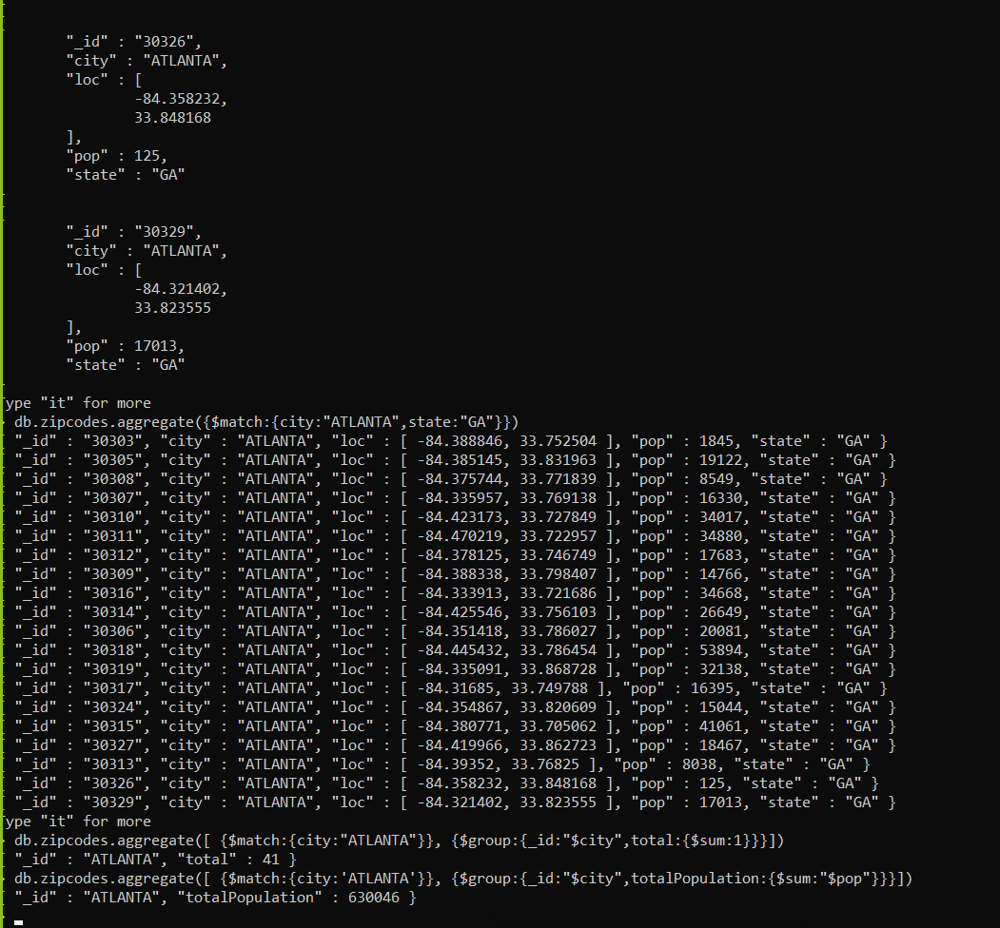 "_id" : "30326",
"city" : "ATLANTA",
"loc" : [
-84.358232,
33.848168
],
"pop" : 125,
"state" : "GA"
"_id" : "30329",
"city" : "ATLANTA",
"loc" : [
-84.321402,
33.823555
],
"pop" : 17013,
"state" : "GA"
ype "it" for more
db.zipcodes.aggregate({$match:{city:"ATLANTA",state:"GA"}})
"_id" : "30303", "city" : "ATLANTA", "loc" : [ -84.388846, 33.752504 ], "pop" : 1845, "state" : "GA" }
"_id" : "30305", "city" : "ATLANTA", "loc" : [ -84.385145, 33.831963 ], "pop" : 19122, "state" : "GA" }
"_id" : "30308", "city" : "ATLANTA", "loc" : [ -84.375744, 33.771839 ], "pop" : 8549, "state" : "GA" }
"_id" : "30307", "city" : "ATLANTA", "loc" : [ -84.335957, 33.769138 ], "pop" : 16330, "state" : "GA" }
"_id" : "30310", "city" : "ATLANTA", "loc" : [ -84.423173, 33.727849 ], "pop" : 34017, "state" : "GA" }
"_id" : "30311", "city" : "ATLANTA", "loc" : [ -84.470219, 33.722957 ], "pop" : 34880, "state" : "GA" }
"_id" : "30312", "city" : "ATLANTA", "loc" : [ -84.378125, 33.746749 ], "pop" : 17683, "state" : "GA" }
"_id" : "30309", "city" : "ATLANTA", "loc" : [ -84.388338, 33.798407 ], "pop" : 14766, "state" : "GA" }
"_id" : "30316", "city" : "ATLANTA", "loc" : [ -84.333913, 33.721686 ], "pop" : 34668, "state" : "GA" }
"_id" : "30314", "city" : "ATLANTA", "loc" : [ -84.425546, 33.756103 ], "pop" : 26649, "state" : "GA" }
"_id" : "30306", "city" : "ATLANTA", "loc" : [ -84.351418, 33.786027 ], "pop" : 20081, "state" : "GA" }
"_id" : "30318", "city" : "ATLANTA", "loc" : [ -84.445432, 33.786454 ], "pop" : 53894, "state" : "GA" }
"_id" : "30319", "city" : "ATLANTA", "loc" : [ -84.335091, 33.868728 ], "pop" : 32138, "state" : "GA" }
"_id" : "30317", "city" : "ATLANTA", "loc" : [ -84.31685, 33.749788 ], "pop" : 16395, "state" : "GA" }
"_id" : "30324", "city" : "ATLANTA", "loc" : [ -84.354867, 33.820609 ], "pop" : 15044, "state" : "GA" }
"_id" : "30315", "city" : "ATLANTA", "loc" : [ -84.380771, 33.705062 ], "pop" : 41061, "state" : "GA" }
"_id" : "30327", "city" : "ATLANTA", "loc" : [ -84.419966, 33.862723 ], "pop" : 18467, "state" : "GA" }
"_id" : "30313", "city" : "ATLANTA", "loc" : [ -84.39352, 33.76825 ], "pop" : 8038, "state" : "GA" }
"_id" : "30326", "city" : "ATLANTA", "loc" : [ -84.358232, 33.848168 ], "pop" : 125, "state" : "GA" }
"_id" : "30329", "city" : "ATLANTA", "loc" : [ -84.321402, 33.823555 ], "pop" : 17013, "state" : "GA" }
ype "it" for more
db.zipcodes.aggregate([ {$match:{city:"ATLANTA"}}, {$group:{_id:"$city",total:{$sum:1}}}])
"_id" : "ATLANTA", "total" : 41 }
db.zipcodes.aggregate([ {$match:{city:'ATLANTA'}}, {$group:{_id:"$city",totalPopulation:{$sum:"$pop"}}}])
"_id" : "ATLANTA", "totalPopulation" : 630046 }